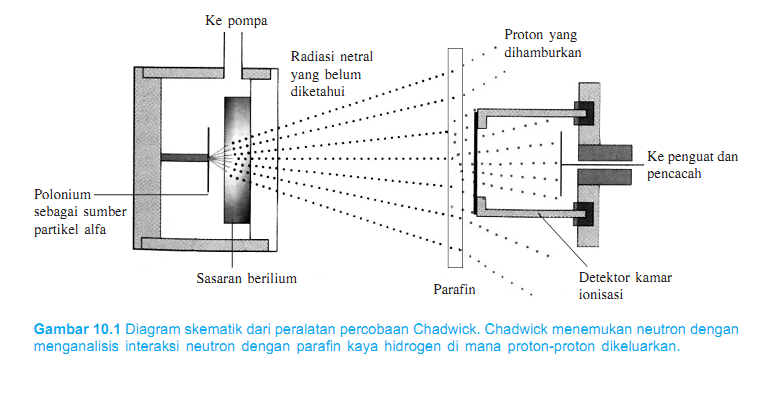 Ke pompa
Radiasi netral
yang belum
diketahui
Proton yang
dihamburkan
Ke penguat dan
pencacah
Polonium
sebagai sumber
partikel alfa
Sasaran berilium
Parafin
Detektor kamar
ionisasi
Gambar 10.1 Diagram skematik dari peralatan percobaan Chadwick. Chadwick menemukan neutron dengan
menganalisis interaksi neutron dengan parafin kaya hidrogen di mana proton-proton dikeluarkan.